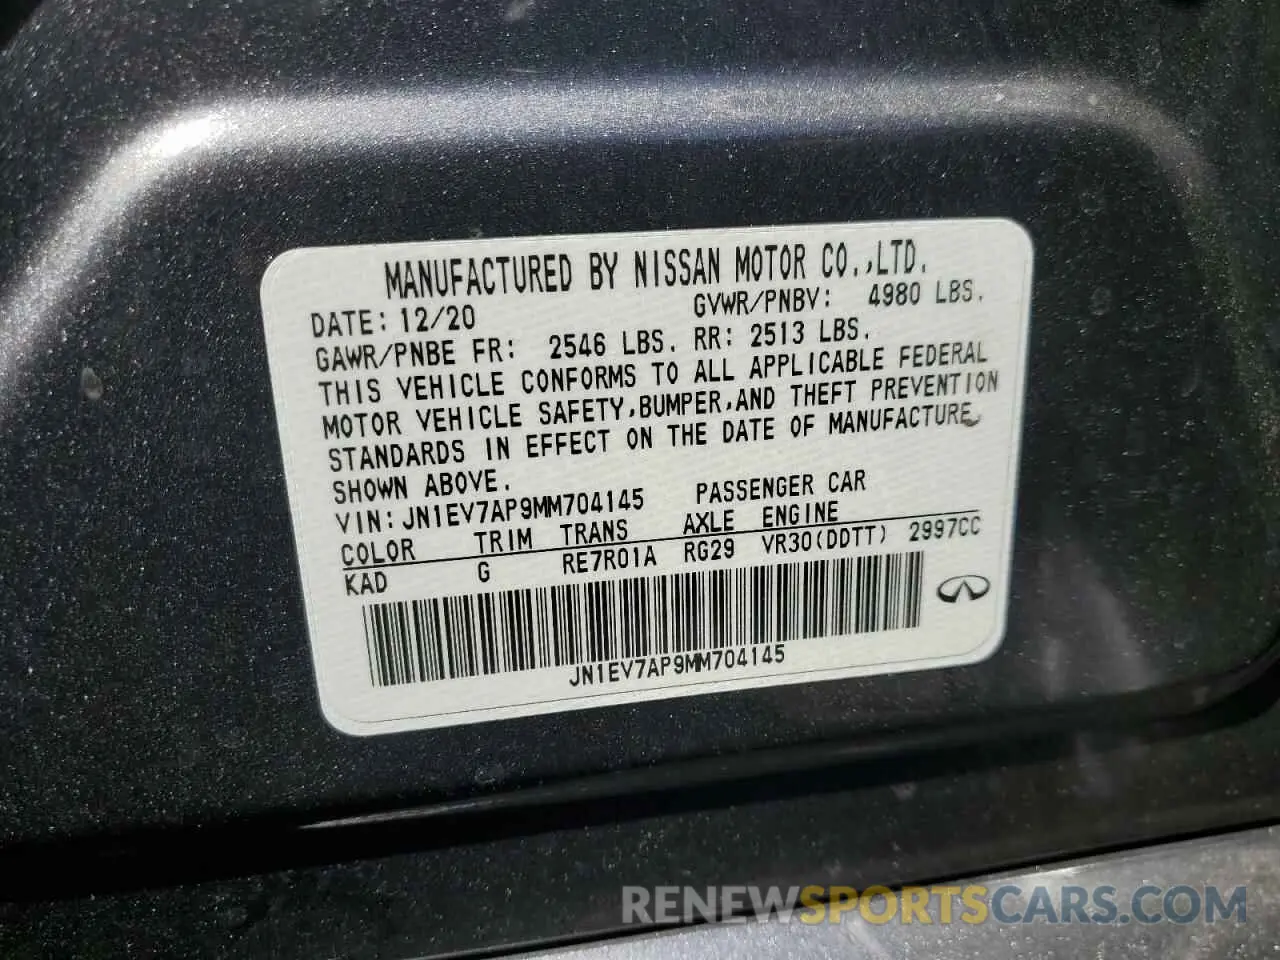 MANUFACTURED BY NISSAN MOTOR CO.,LTD.
DATE: 12/20 GVWR/PNBV: 4980 LBS.
GAWR/PNBE FR: 2546 LBS. RR: 2513 LBS.
THIS VEHICLE CONFORMS TO ALL APPLICABLE FEDERAL
MOTOR VEHICLE SAFETY,BUMPER,AND THEFT PREVENTION
STANDARDS IN EFFECT ON THE DATE OF MANUFACTURE
SHOWN ABOVE.
VIN: JN1EV7AP9MM704145 PASSENGER CAR
COLOR TRIM TRANS AXLE ENGINE
KAD G RE7R01A RG29 VR30(DDTT) 2997CC
JN1EV7AP9MM704145
RENEWSPORTSCARS.COM